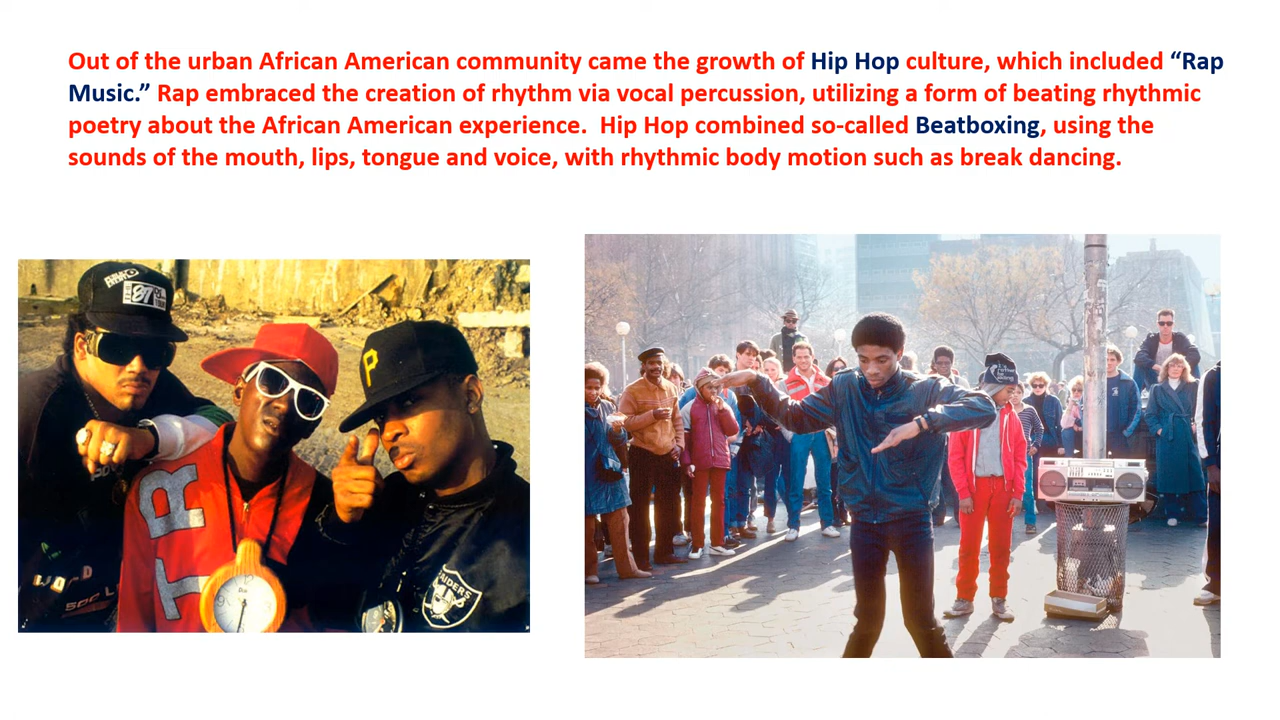 Out of the urban African American community came the growth of Hip Hop culture, which included “Rap
Music.” Rap embraced the creation of rhythm via vocal percussion, utilizing a form of beating rhythmic
poetry about the African American experience.  Hip Hop combined so-called Beatboxing, using the
sounds of the mouth, lips, tongue and voice, with rhythmic body motion such as break dancing.
87
P
TR
RAIDERS